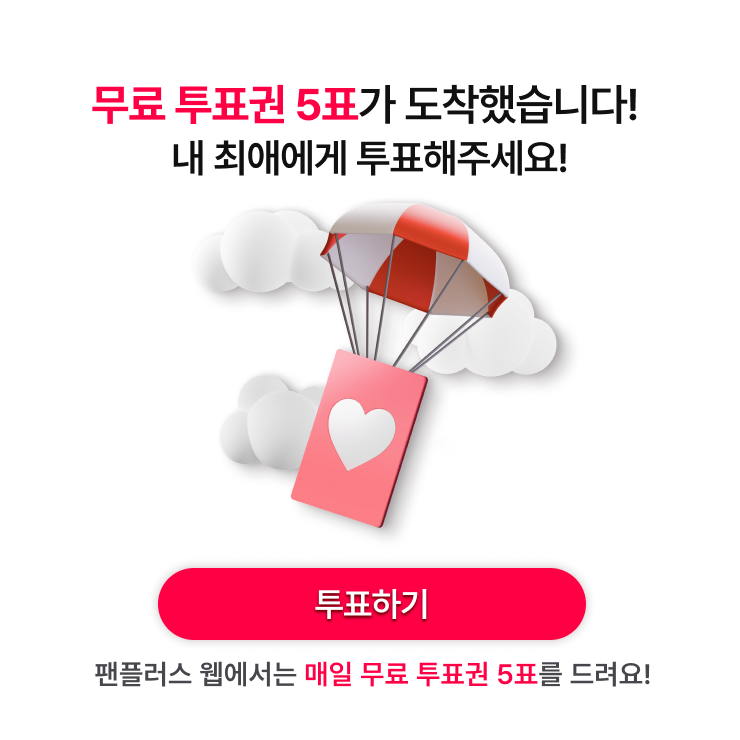 무료 투표권 5표가 도착했습니다!
내 최애에게 투표해주세요!
투표하기
팬플러스 웹에서는 매일 무료 투표권 5표를 드려요!